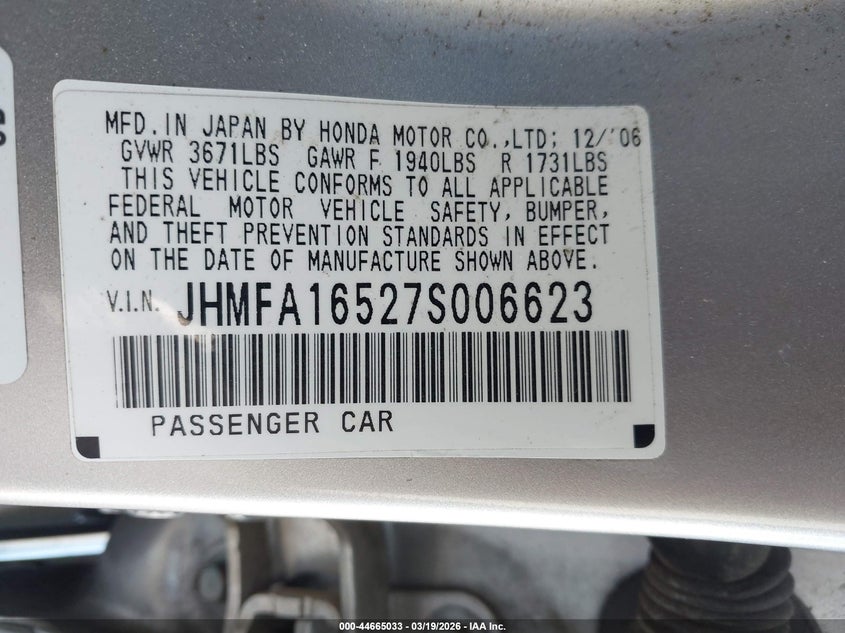 MFD. IN JAPAN BY HONDA MOTOR CO.,LTD; 12/'06
GVWR 3671LBS GAWR F 1940LBS R 1731LBS
THIS VEHICLE CONFORMS TO ALL APPLICABLE
FEDERAL MOTOR VEHICLE SAFETY, BUMPER,
AND THEFT PREVENTION STANDARDS IN EFFECT
ON THE DATE OF MANUFACTURE SHOWN ABOVE.
V.I.N. JHMFA16527S006623
PASSENGER CAR
000-44665033 — 03/19/2026 — IAA Inc.